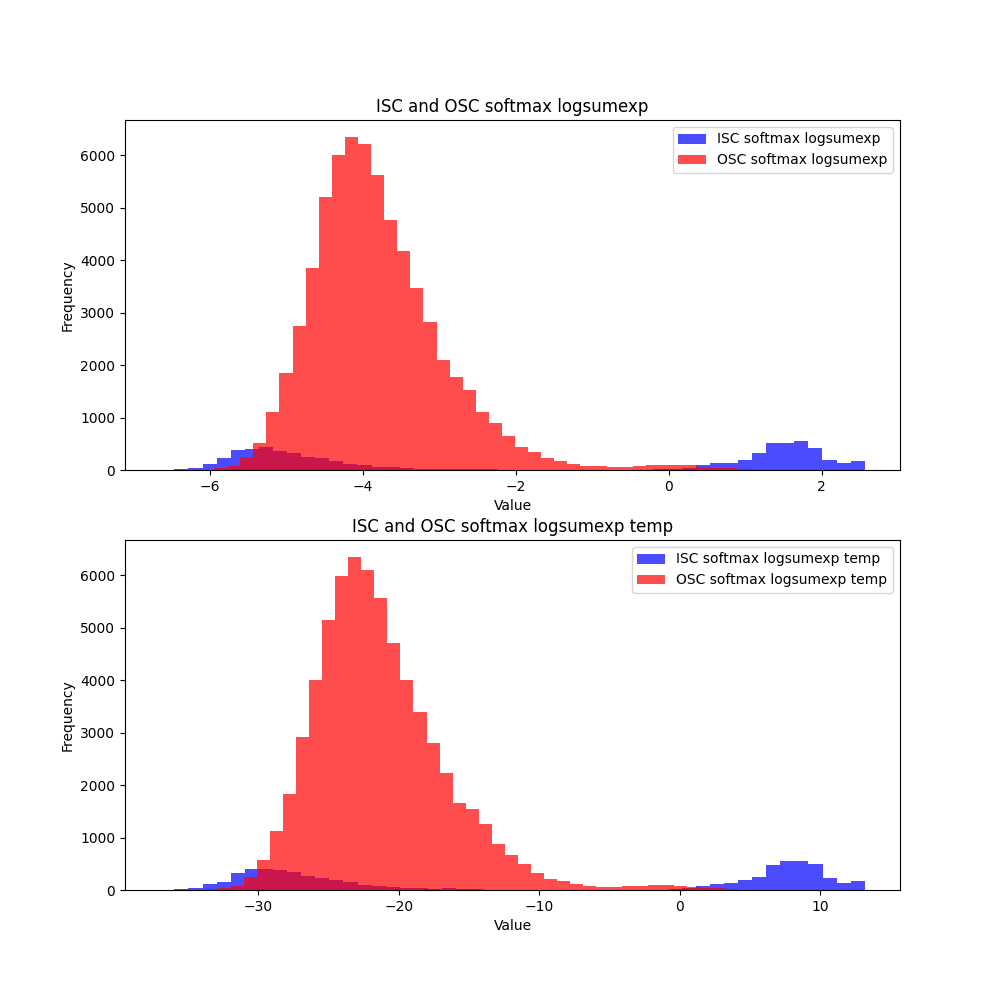 ISC and OSC softmax logsumexp
ISC softmax logsumexp
OSC softmax logsumexp
Frequency
6000
5000
4000
3000
2000
1000
0
−6 −4 −2 0 2
Value
ISC and OSC softmax logsumexp temp
ISC softmax logsumexp temp
OSC softmax logsumexp temp
Frequency
6000
5000
4000
3000
2000
1000
0
−30 −20 −10 0 10
Value